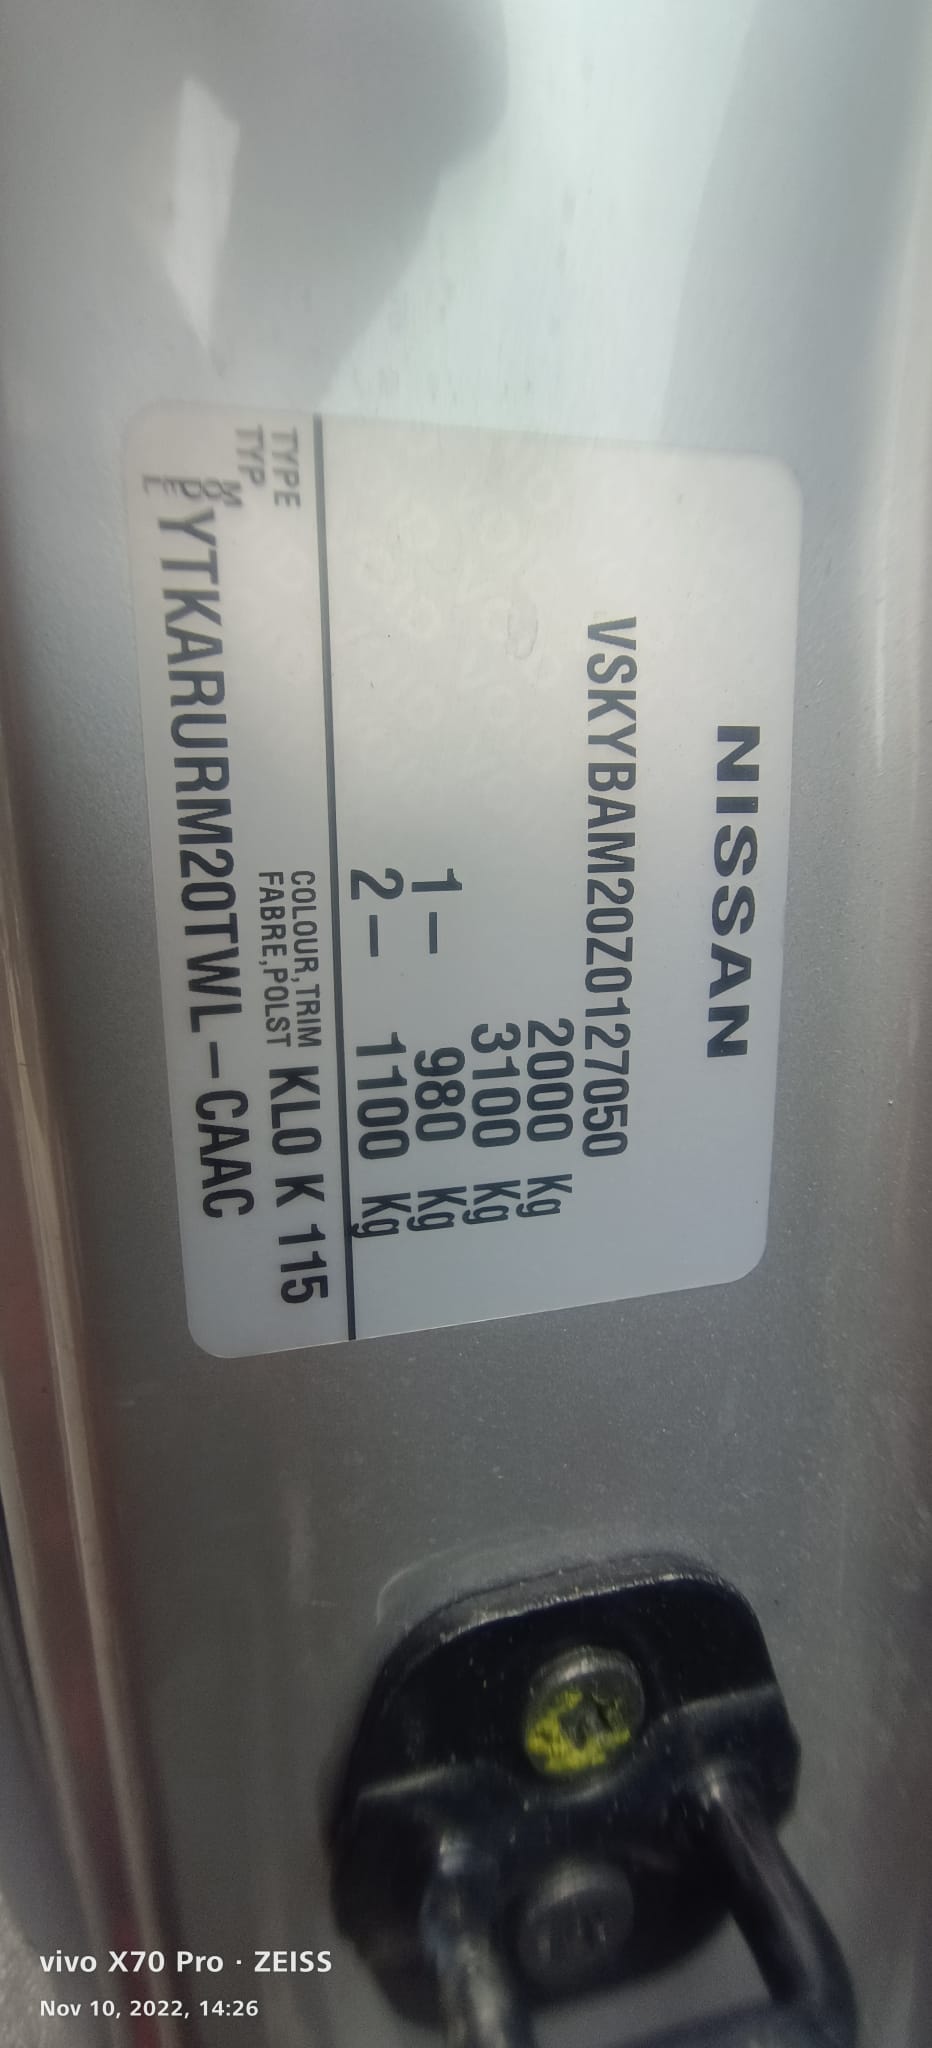 NISSAN
VSKYBAM20Z0127050
2000 Kg
3100 Kg
1– 980 Kg
2– 1100 Kg
TYPE
TYP
COLOUR,TRIM
FABRE,POLST
KL0 K 115
MODEL
YTKARURM20TWL–CAAC
vivo X70 Pro · ZEISS
Nov 10, 2022, 14:26